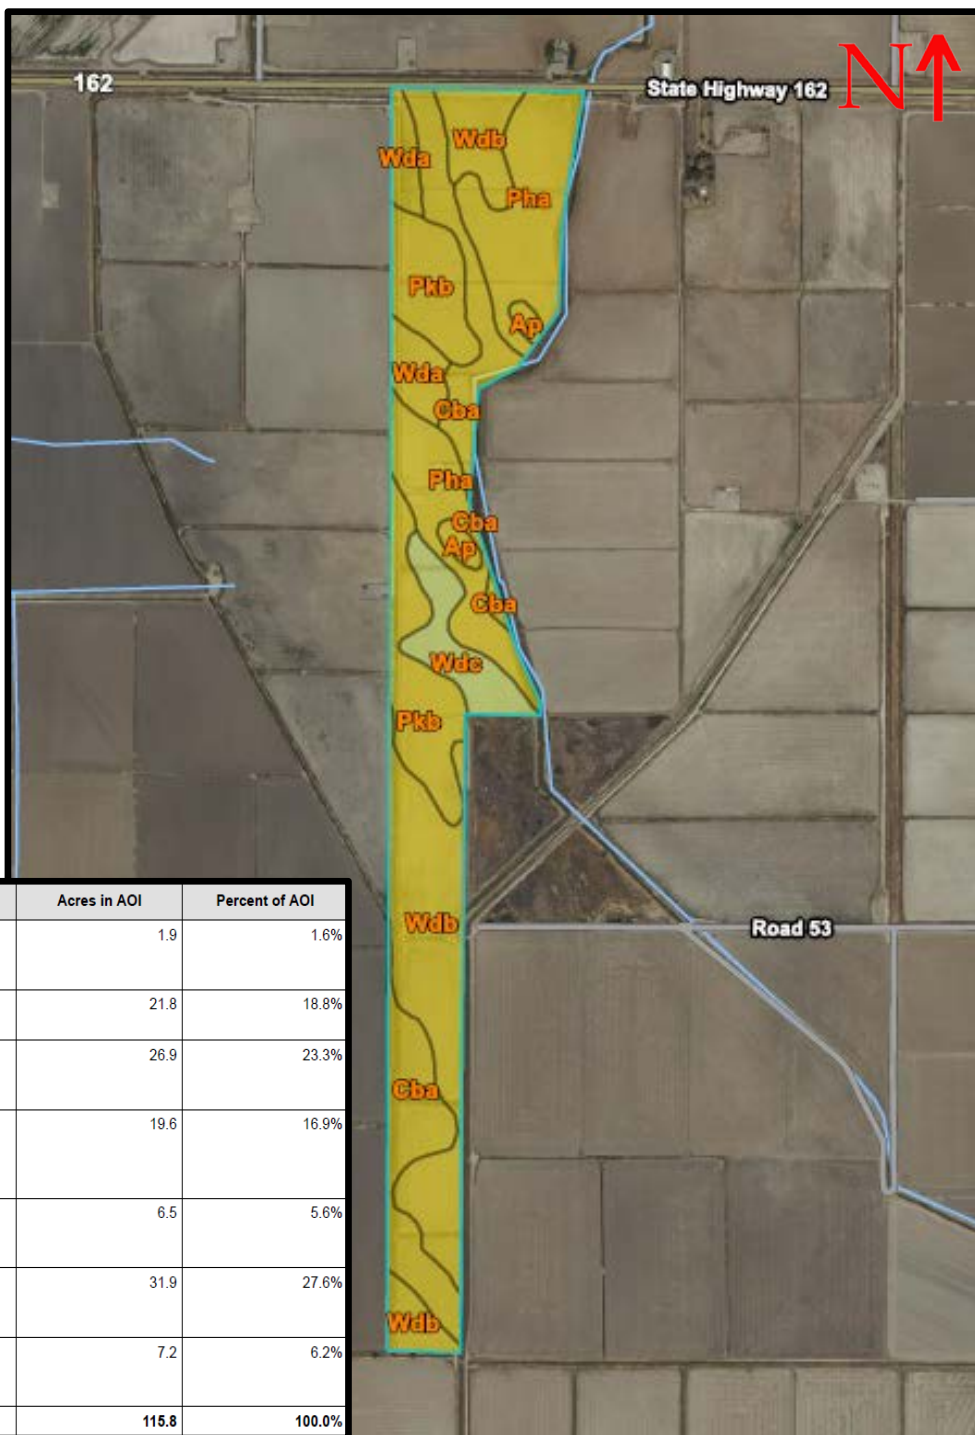 162
State Highway 162
N
Wdb
Wda
Pha
Pkb
Ap
Wda
Cba
Pha
Cba
Ap
Cba
Wdc
Pkb
Wdb
Road 53
Cba
Wdb
Acres in AOI Percent of AOI
1.9 1.6%
21.8 18.8%
26.9 23.3%
19.6 16.9%
6.5 5.6%
31.9 27.6%
7.2 6.2%
115.8 100.0%